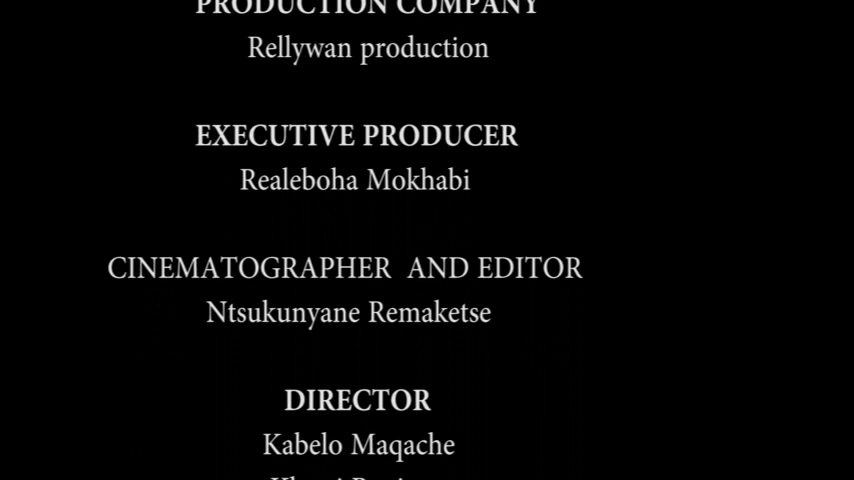 PRODUCTION COMPANY
Rellywan production
EXECUTIVE PRODUCER
Realeboha Mokhabi
CINEMATOGRAPHER AND EDITOR
Ntsukunyane Remaketse
DIRECTOR
Kabelo Maqache